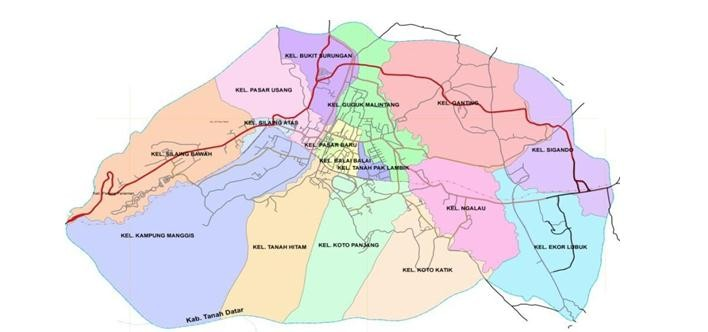 KEL. BUKIT SURUNGAN
KEL. PASAR USANG
KEL. GUGUK MALINTANG
KEL. GANTING
KEL. SILAING ATAS
KEL. PASAR BARU
KEL. SIGANDO
KEL. SILAING BAWAH
KEL. BALAI BALAI
KEL. TANAH PAK LAMBIK
KEL. NGALAU
KEL. KAMPUNG MANGGIS
KEL. TANAH HITAM
KEL. KOTO PANJANG
KEL. EKOR LUBUK
KEL. KOTO KATIK
Kab. Tanah Datar